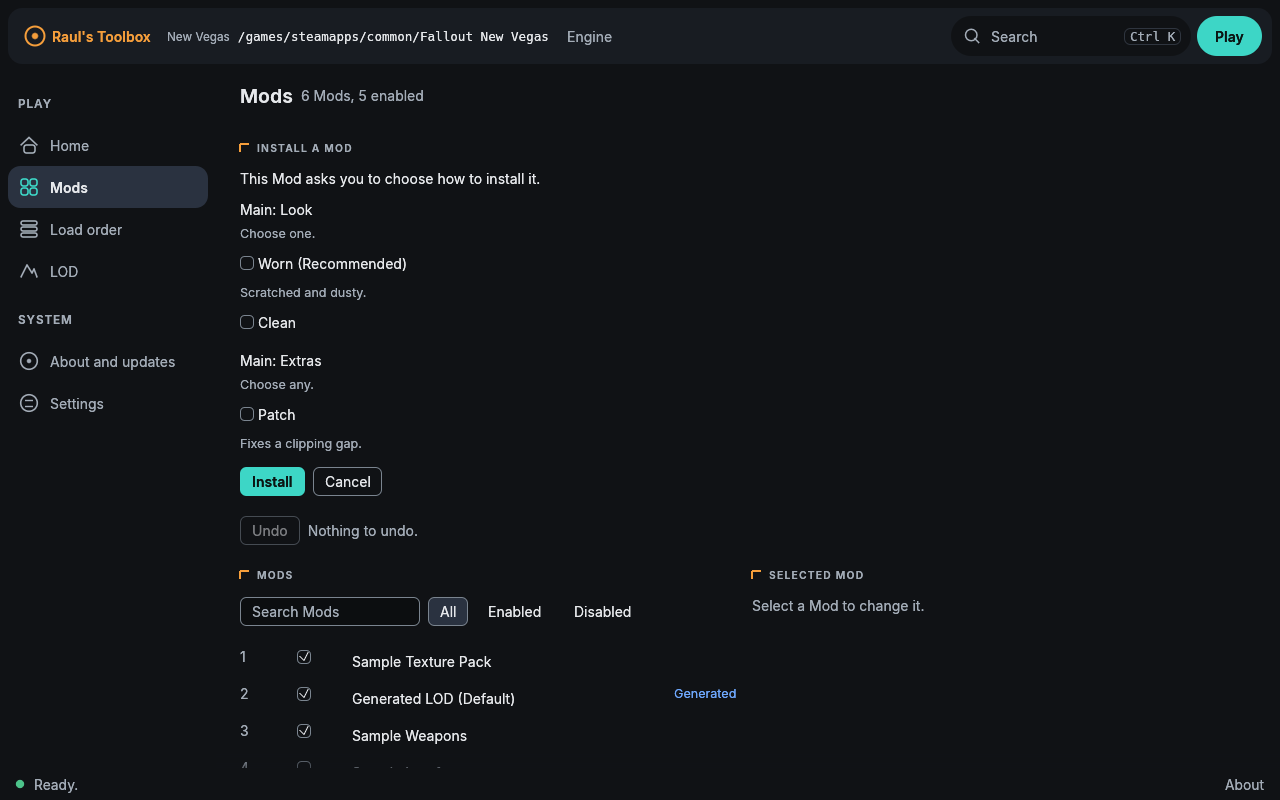 Raul's Toolbox New Vegas /games/steamapps/common/Fallout New Vegas Engine Search Ctrl K Play
PLAY
Home
Mods
Load order
LOD
SYSTEM
About and updates
Settings
Mods 6 Mods, 5 enabled
INSTALL A MOD
This Mod asks you to choose how to install it.
Main: Look
Choose one.
Worn (Recommended)
Scratched and dusty.
Clean
Main: Extras
Choose any.
Patch
Fixes a clipping gap.
Install Cancel
Undo Nothing to undo.
MODS
Search Mods All Enabled Disabled
1 Sample Texture Pack
2 Generated LOD (Default) Generated
3 Sample Weapons
4
SELECTED MOD
Select a Mod to change it.
Ready. About